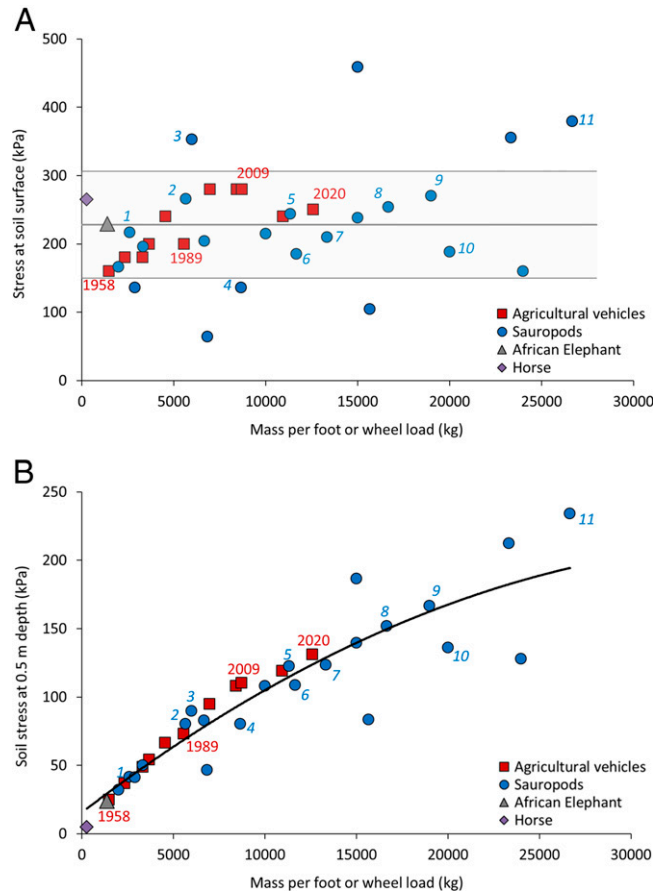 A
500
400
300
200
100
0
Stress at soil surface (kPa)
3
11
2009
2
5
2020
8
9
1
7
6
10
1989
1958
4
Agricultural vehicles
Sauropods
African Elephant
Horse
0 5000 10000 15000 20000 25000 30000
Mass per foot or wheel load (kg)
B
250
200
150
100
50
0
Soil stress at 0.5 m depth (kPa)
11
9
8
2020
5
7
10
2009
3
6
2
4
1989
1
1958
Agricultural vehicles
Sauropods
African Elephant
Horse
0 5000 10000 15000 20000 25000 30000
Mass per foot or wheel load (kg)